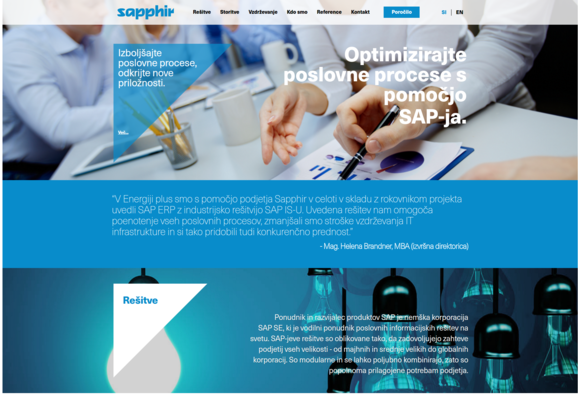 sapphir
Rešitve Storitve Vzdrževanje Kdo smo Reference Kontakt Poročilo SI | EN
Izboljšajte
poslovne procese,
odkrijte nove
priložnosti.
Več...
Optimizirajte
poslovne procese s
pomočjo
SAP-ja.
"V Energiji plus smo s pomočjo podjetja Sapphir v celoti v skladu z rokovnikom projekta
uvedli SAP ERP z industrijsko rešitvijo SAP IS-U. Uvedena rešitev nam omogoča
poenotenje vseh poslovnih procesov, zmanjšali smo stroške vzdrževanja IT
infrastrukture in si tako pridobili tudi konkurenčno prednost."
- Mag. Helena Brandner, MBA (izvršna direktorica)
Rešitve
Ponudnik in razvijalec produktov SAP je nemška korporacija
SAP SE, ki je vodilni ponudnik poslovnih informacijskih rešitev na
svetu. SAP-jeve rešitve so oblikovane tako, da zadovoljujejo zahteve
podjetij vseh velikosti - od majhnih in srednje velikih do globalnih
korporacij. So modularne in se lahko poljubno kombinirajo, zato so
popolnoma prilagojene potrebam podjetja.